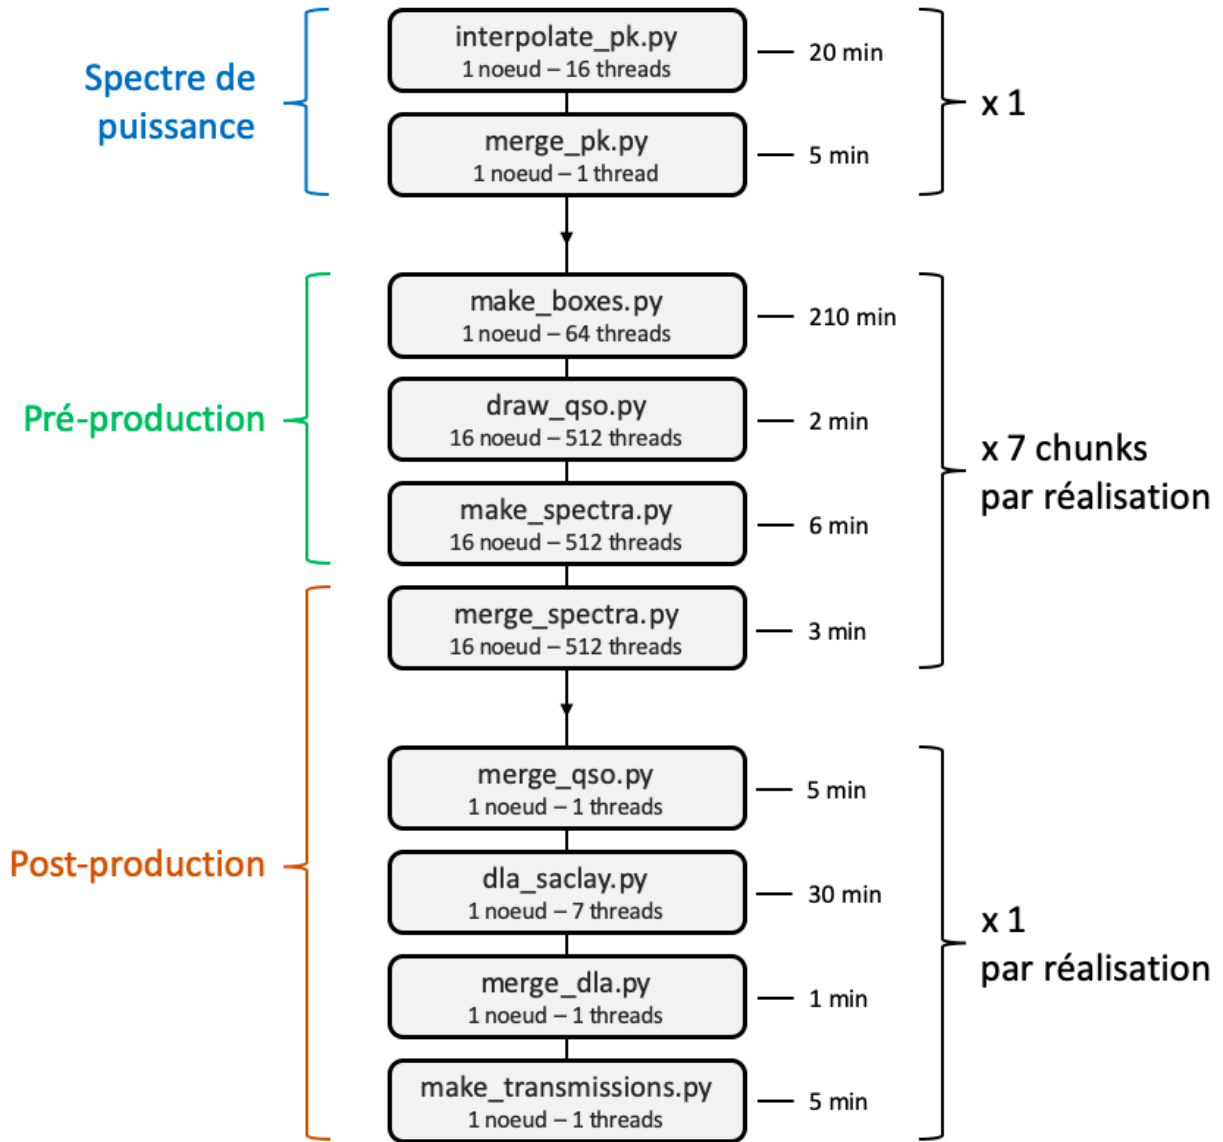 Spectre de
puissance
interpolate_pk.py
1 noeud – 16 threads
20 min
merge_pk.py
1 noeud – 1 thread
5 min
x 1
Pré-production
make_boxes.py
1 noeud – 64 threads
210 min
draw_qso.py
16 noeud – 512 threads
2 min
make_spectra.py
16 noeud – 512 threads
6 min
merge_spectra.py
16 noeud – 512 threads
3 min
x 7 chunks
par réalisation
Post-production
merge_qso.py
1 noeud – 1 threads
5 min
dla_saclay.py
1 noeud – 7 threads
30 min
merge_dla.py
1 noeud – 1 threads
1 min
make_transmissions.py
1 noeud – 1 threads
5 min
x 1
par réalisation